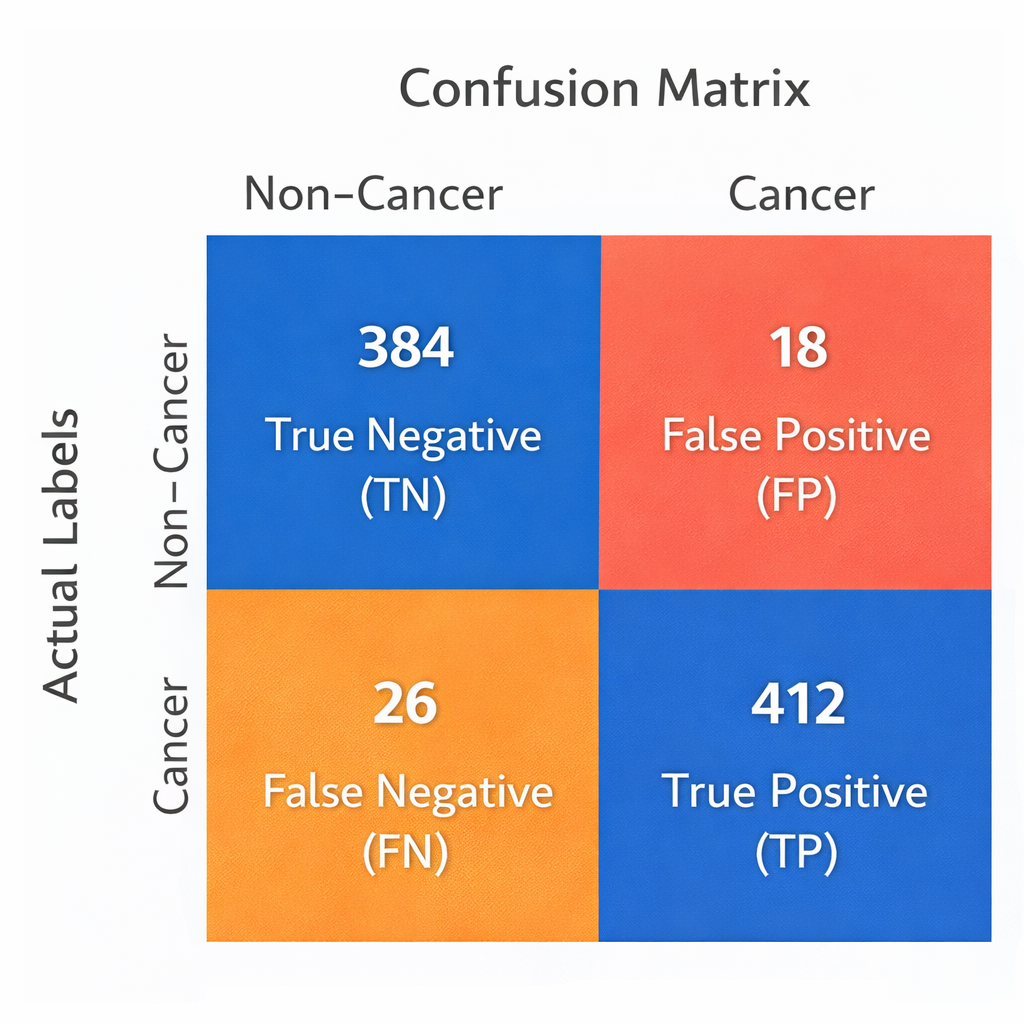 Confusion Matrix
Non-Cancer
Cancer
Actual Labels
Non-Cancer
384
True Negative
(TN)
18
False Positive
(FP)
Cancer
26
False Negative
(FN)
412
True Positive
(TP)